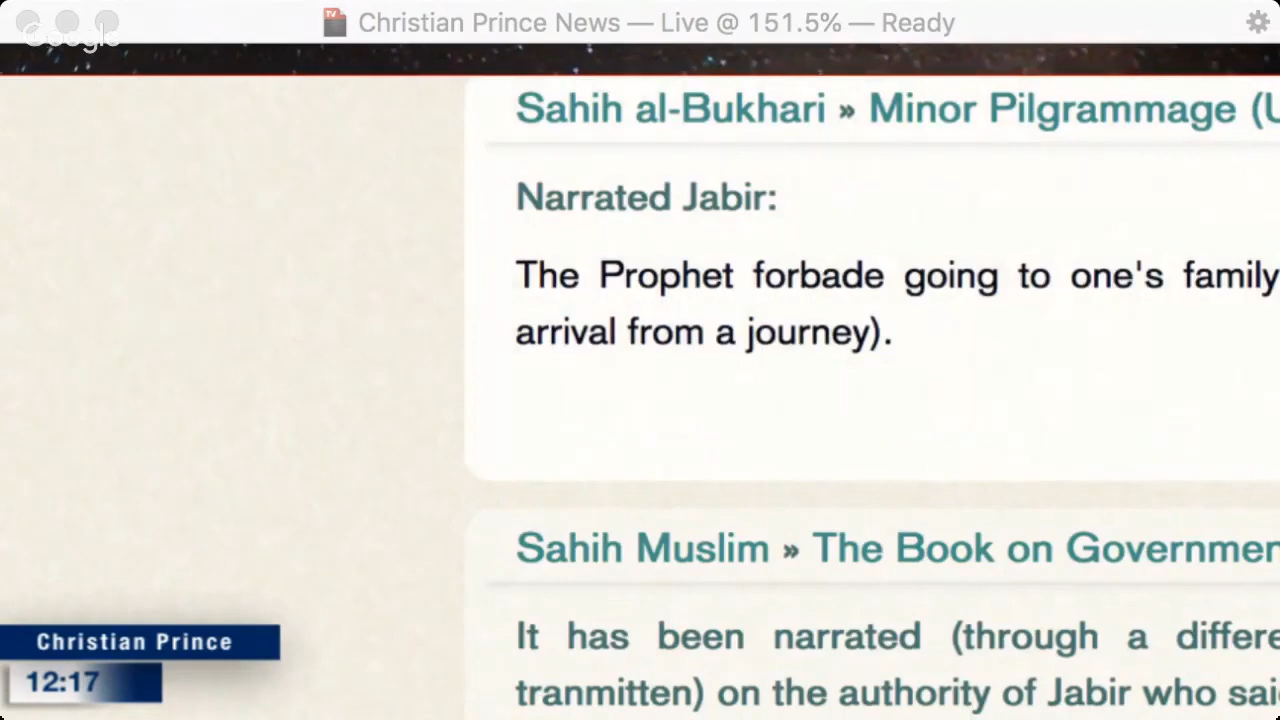 Christian Prince News — Live @ 151.5% — Ready
Google
Sahih al-Bukhari » Minor Pilgrammage (U
Narrated Jabir:
The Prophet forbade going to one's family
arrival from a journey).
Sahih Muslim » The Book on Governmen
It has been narrated (through a differe
tranmitten) on the authority of Jabir who sai
Christian Prince
12:17